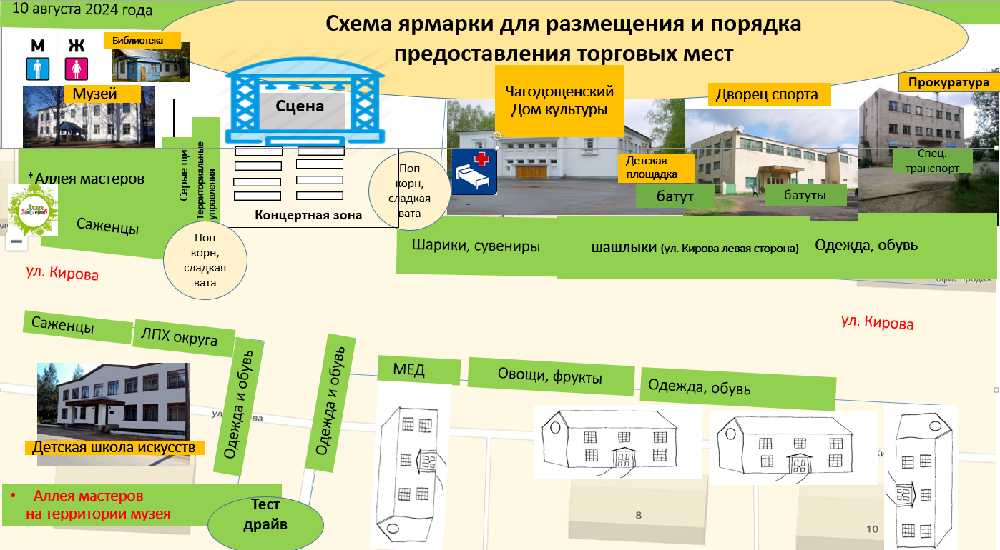 10 августа 2024 года
Схема ярмарки для размещения и порядка
предоставления торговых мест
М
Ж
Библиотека
Музей
Сцена
Чагодощенский
Дом культуры
Дворец спорта
Прокуратура
Спец.
транспорт
Детская
площадка
батут
батуты
*Аллея мастеров
Аллея
Мастеров
Саженцы
Серые щи
Территориальные
управления
Концертная зона
Поп
корн,
сладкая
вата
Поп
корн,
сладкая
вата
Шарики, сувениры
шашлыки (ул. Кирова левая сторона)
Одежда, обувь
офис продаж
ул. Кирова
ул. Кирова
Саженцы
ЛПХ округа
Одежда и обувь
Одежда и обувь
МЕД
Овощи, фрукты
Одежда, обувь
Детская школа искусств
• Аллея мастеров
– на территории музея
Тест
драйв
8
10